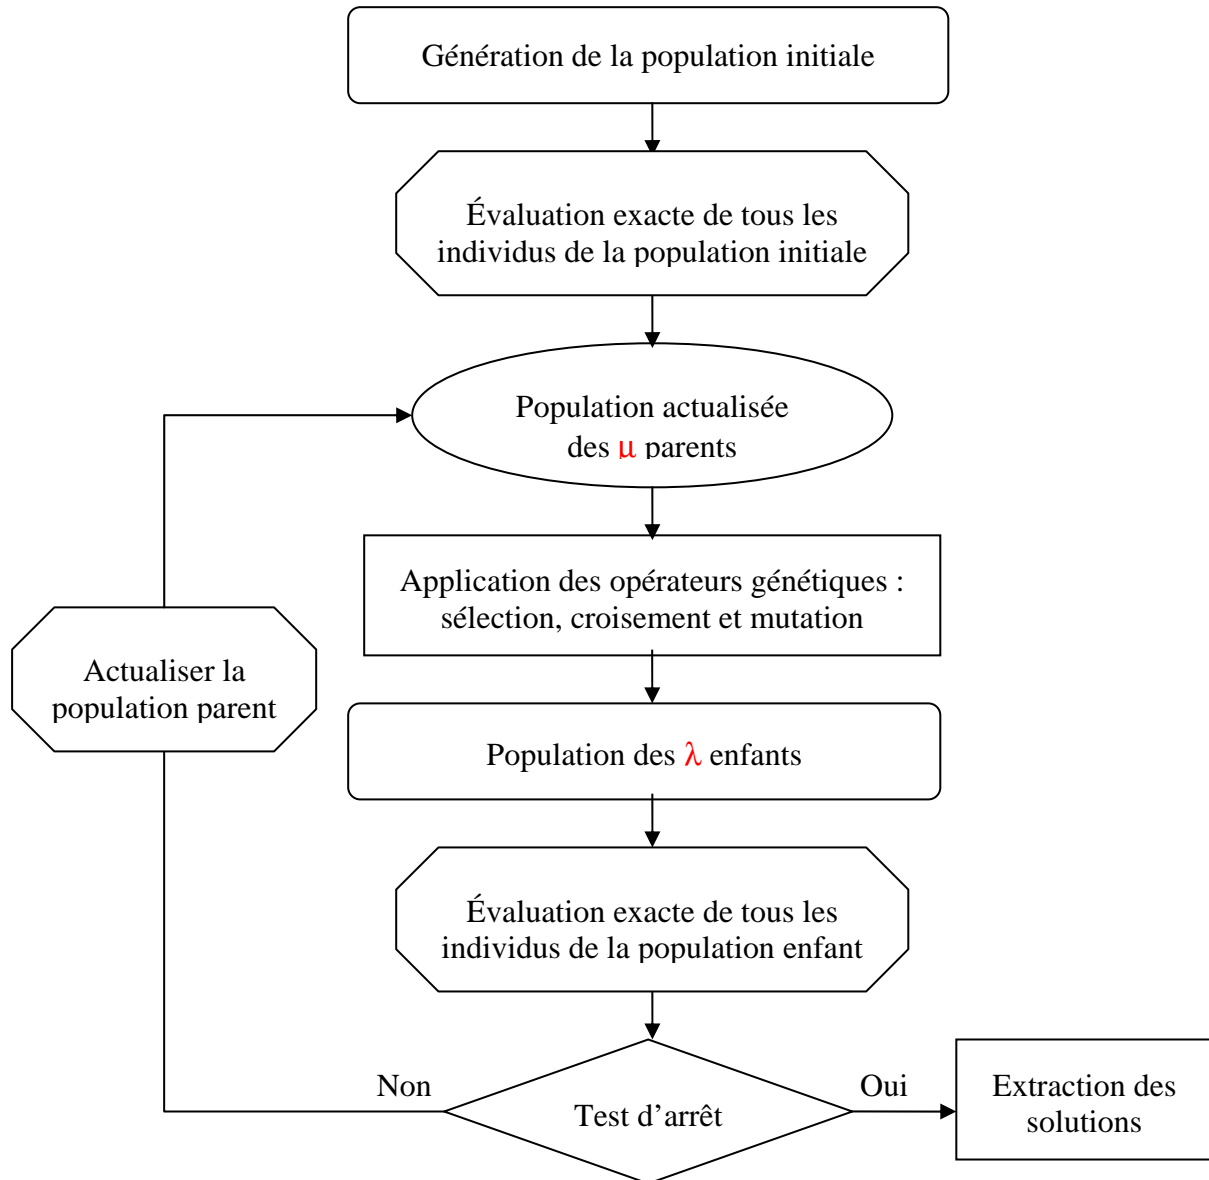 Génération de la population initiale
Évaluation exacte de tous les
individus de la population initiale
Population actualisée
des μ parents
Application des opérateurs génétiques :
sélection, croisement et mutation
Actualiser la
population parent
Population des λ enfants
Évaluation exacte de tous les
individus de la population enfant
Non
Test d’arrêt
Oui
Extraction des
solutions